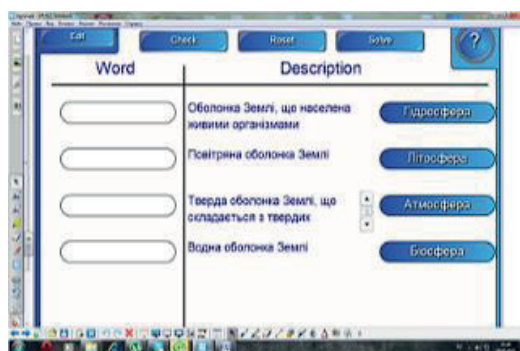 Edit
Check
Reset
Solve
?
Word
Description
Оболонка Землі, що населена
живими організмами
Гідросфера
Повітряна оболонка Землі
Літосфера
Тверда оболонка Землі, що
складається з твердих
Атмосфера
Водна оболонка Землі
Біосфера